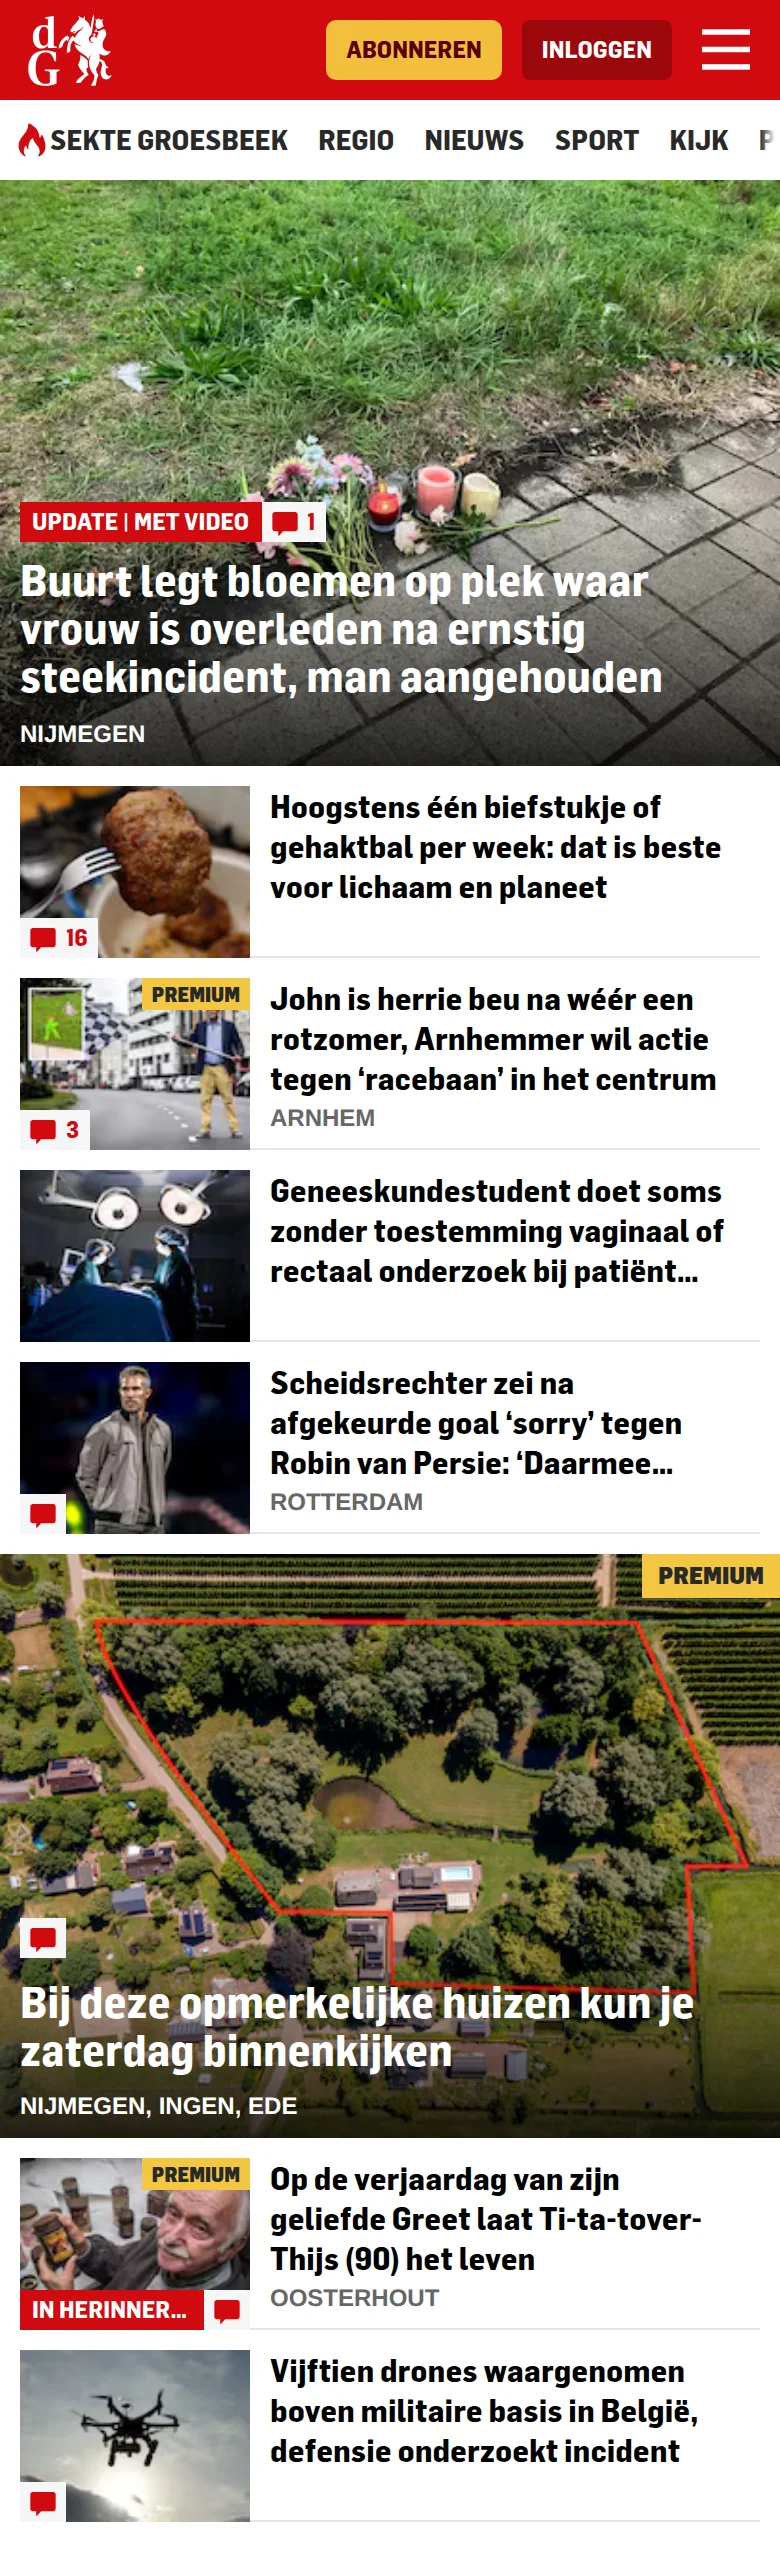 dG
ABONNEREN
INLOGGEN
SEKTE GROESBEEK
REGIO
NIEUWS
SPORT
KIJK
P
UPDATE | MET VIDEO
1
Buurt legt bloemen op plek waar
vrouw is overleden na ernstig
steekincident, man aangehouden
NIJMEGEN
16
Hoogstens één biefstukje of
gehaktbal per week: dat is beste
voor lichaam en planeet
PREMIUM
3
John is herrie beu na wéér een
rotzomer, Arnhemmer wil actie
tegen ‘racebaan’ in het centrum
ARNHEM
Geneeskundestudent doet soms
zonder toestemming vaginaal of
rectaal onderzoek bij patiënt...
Scheidsrechter zei na
afgekeurde goal ‘sorry’ tegen
Robin van Persie: ‘Daarmee...
ROTTERDAM
PREMIUM
Bij deze opmerkelijke huizen kun je
zaterdag binnenkijken
NIJMEGEN, INGEN, EDE
PREMIUM
IN HERINNER...
Op de verjaardag van zijn
geliefde Greet laat Ti-ta-tover-
Thijs (90) het leven
OOSTERHOUT
Vijftien drones waargenomen
boven militaire basis in België,
defensie onderzoekt incident